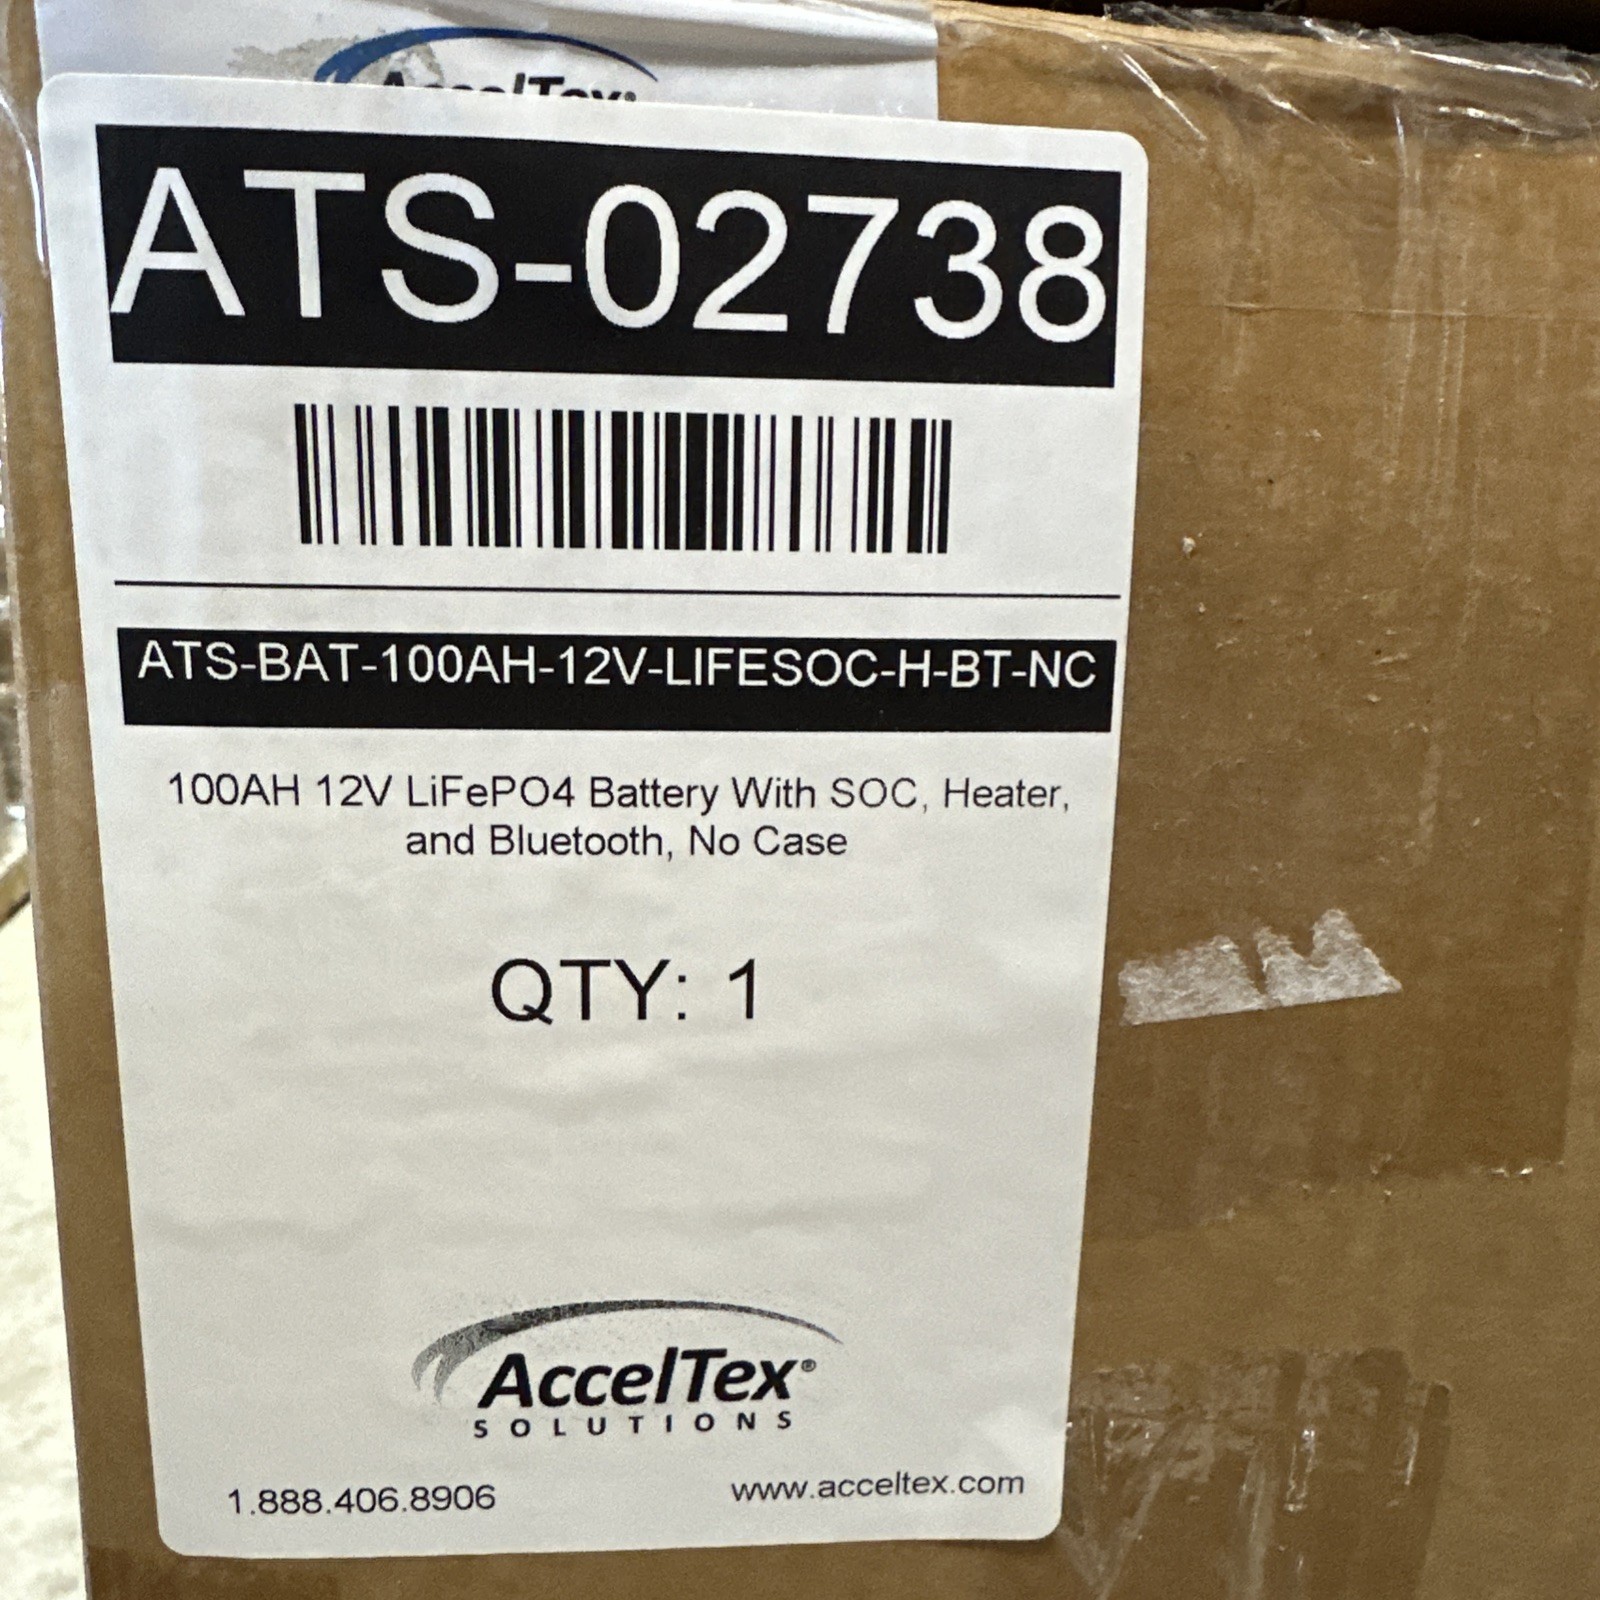 AccelTex®
ATS-02738
ATS-BAT-100AH-12V-LIFESOC-H-BT-NC
100AH 12V LiFePO4 Battery With SOC, Heater,
and Bluetooth, No Case
QTY: 1
AccelTex®
SOLUTIONS
1.888.406.8906
www.acceltex.com